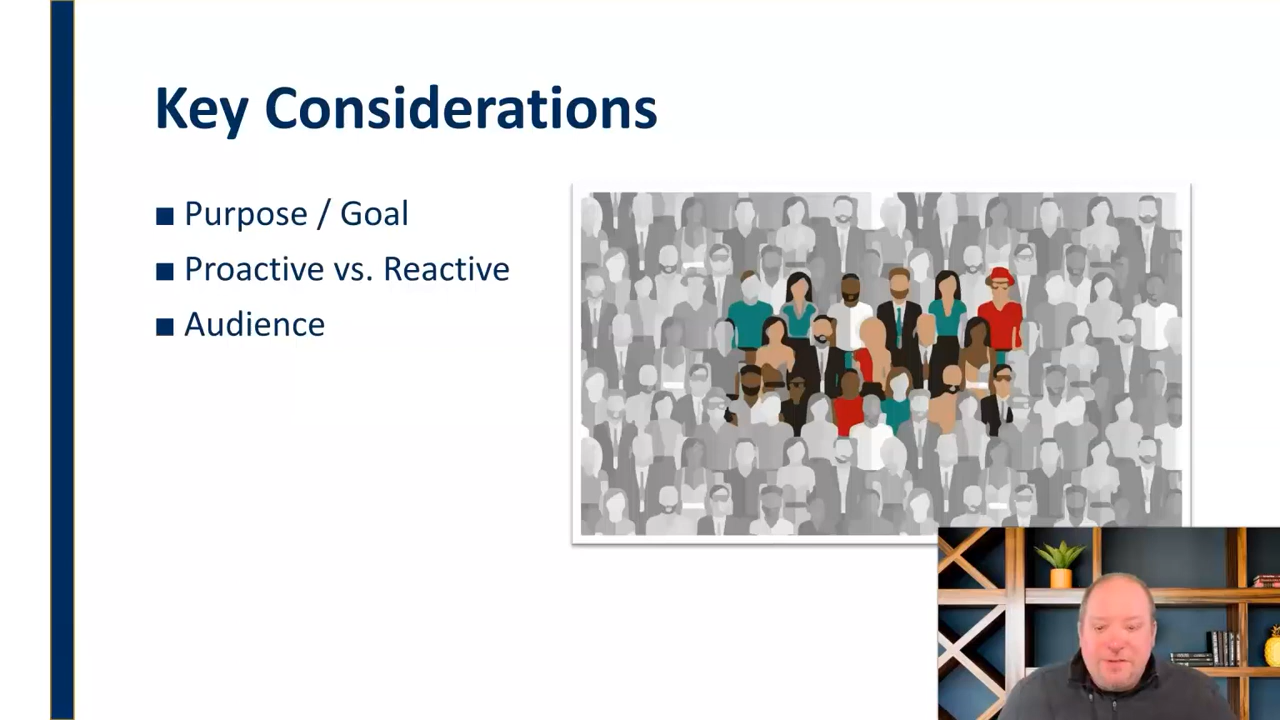 Key Considerations
■ Purpose / Goal
■ Proactive vs. Reactive
■ Audience